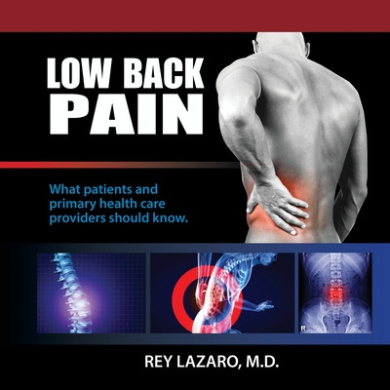 LOW BACK
PAIN
What patients and
primary health care
providers should know.
R
REY LAZARO, M.D.